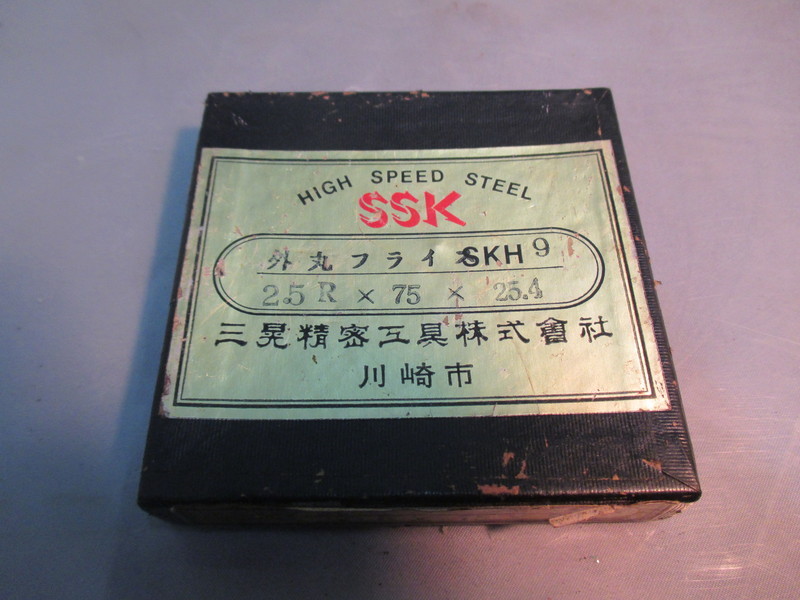 HIGH SPEED STEEL
SSK
外丸フライス SKH 9
2.5 R × 75 × 25.4
三晃精密工具株式會社
川崎市